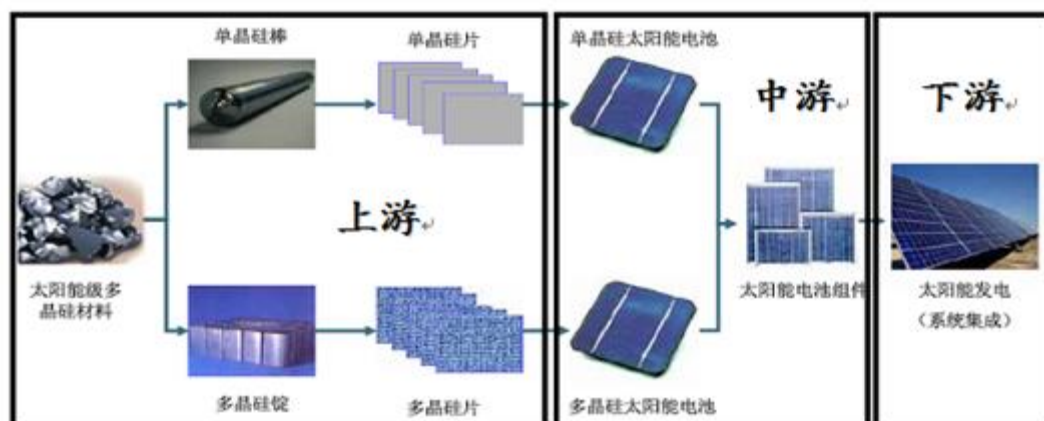 单晶硅棒
单晶硅片
单晶硅太阳能电池
中游
下游
上游
太阳能级多
晶硅材料
太阳能电池组件
太阳能发电
（系统集成）
多晶硅锭
多晶硅片
多晶硅太阳能电池